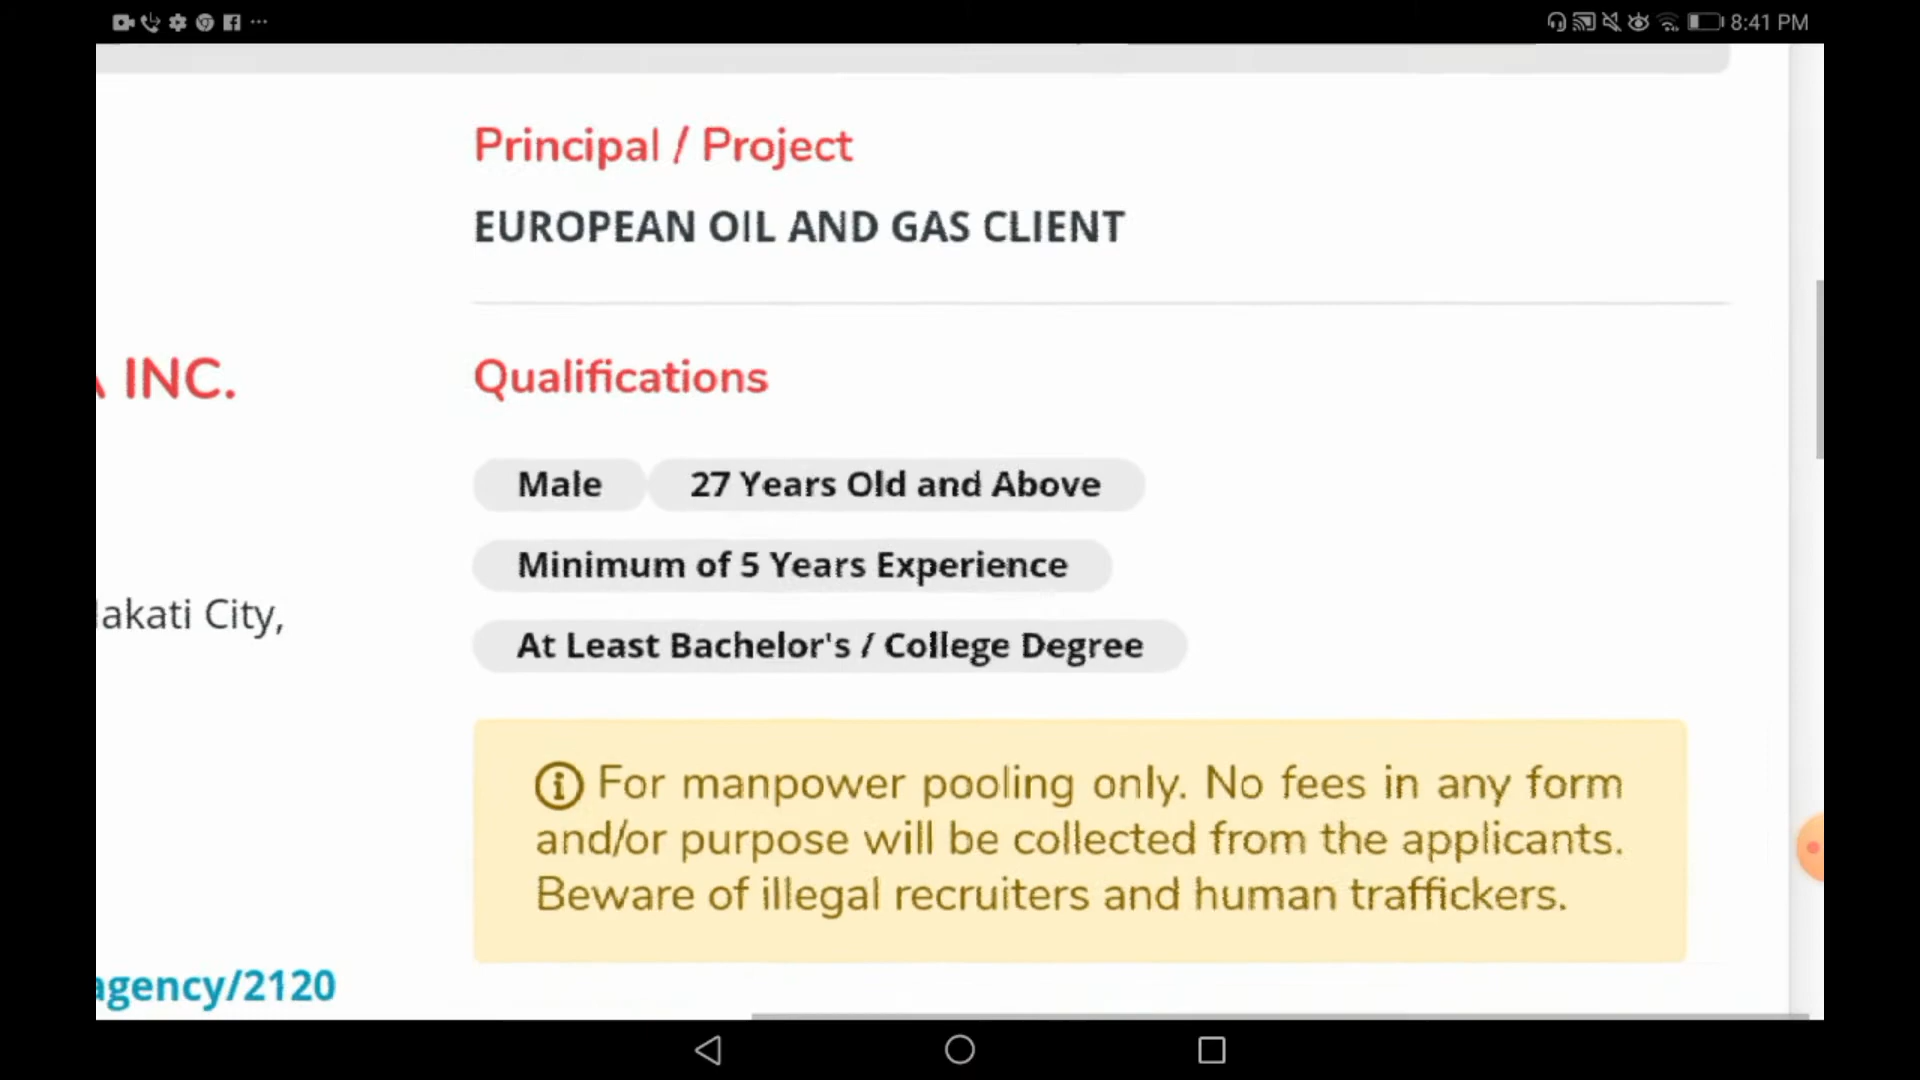 8:41 PM
Principal / Project
EUROPEAN OIL AND GAS CLIENT
INC.
Qualifications
Male
27 Years Old and Above
Minimum of 5 Years Experience
akati City,
At Least Bachelor's / College Degree
For manpower pooling only. No fees in any form
and/or purpose will be collected from the applicants.
Beware of illegal recruiters and human traffickers.
agency/2120